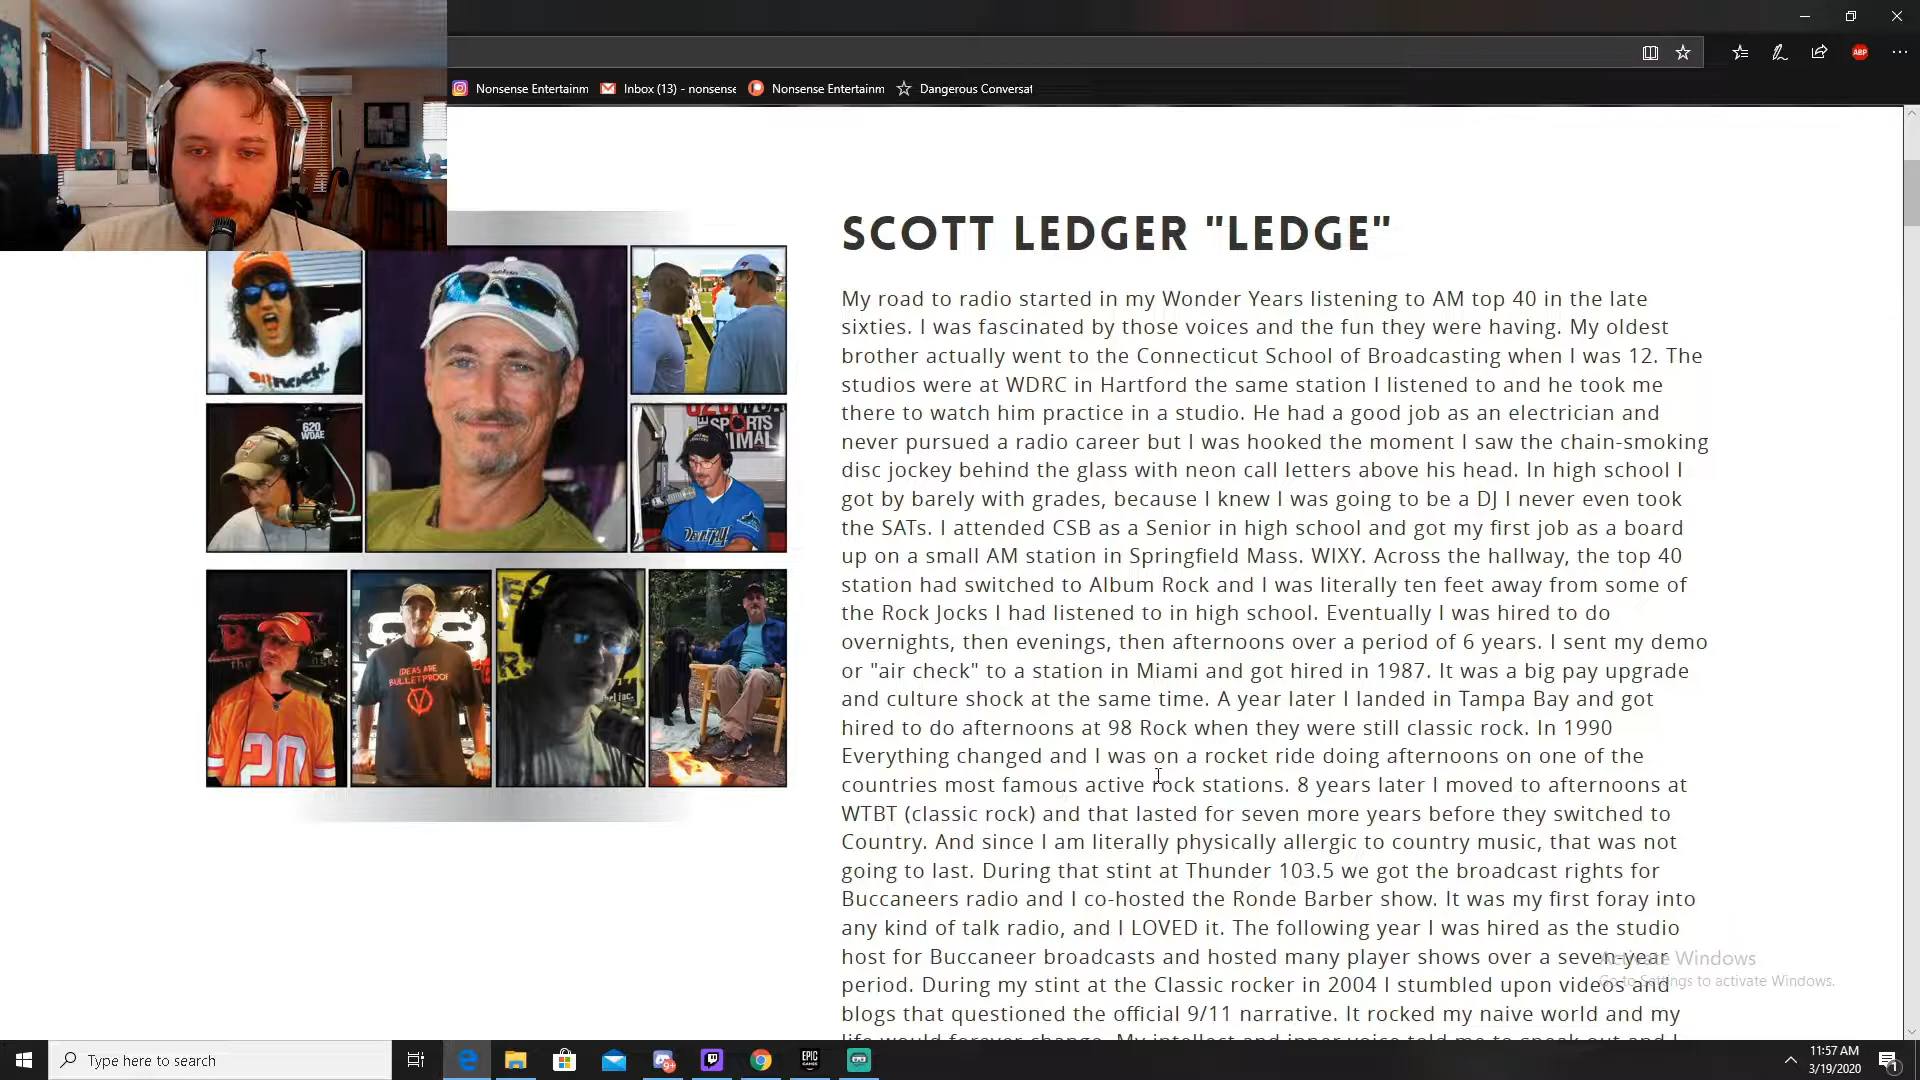 Nonsense Entertainm
Inbox (13) - nonsense
Nonsense Entertainm
Dangerous Conversat
ABP
SCOTT LEDGER "LEDGE"
My road to radio started in my Wonder Years listening to AM top 40 in the late
sixties. I was fascinated by those voices and the fun they were having. My oldest
brother actually went to the Connecticut School of Broadcasting when I was 12. The
studios were at WDRC in Hartford the same station I listened to and he took me
there to watch him practice in a studio. He had a good job as an electrician and
never pursued a radio career but I was hooked the moment I saw the chain-smoking
disc jockey behind the glass with neon call letters above his head. In high school I
got by barely with grades, because I knew I was going to be a DJ I never even took
the SATs. I attended CSB as a Senior in high school and got my first job as a board
up on a small AM station in Springfield Mass. WIXY. Across the hallway, the top 40
station had switched to Album Rock and I was literally ten feet away from some of
the Rock Jocks I had listened to in high school. Eventually I was hired to do
overnights, then evenings, then afternoons over a period of 6 years. I sent my demo
or "air check" to a station in Miami and got hired in 1987. It was a big pay upgrade
and culture shock at the same time. A year later I landed in Tampa Bay and got
hired to do afternoons at 98 Rock when they were still classic rock. In 1990
Everything changed and I was on a rocket ride doing afternoons on one of the
countries most famous active rock stations. 8 years later I moved to afternoons at
WTBT (classic rock) and that lasted for seven more years before they switched to
Country. And since I am literally physically allergic to country music, that was not
going to last. During that stint at Thunder 103.5 we got the broadcast rights for
Buccaneers radio and I co-hosted the Ronde Barber show. It was my first foray into
any kind of talk radio, and I LOVED it. The following year I was hired as the studio
host for Buccaneer broadcasts and hosted many player shows over a seven-year
period. During my stint at the Classic rocker in 2004 I stumbled upon videos and
blogs that questioned the official 9/11 narrative. It rocked my naive world and my
life would forever change. My intellect and inner voice told me to speak out and I
620
WDAE
SPORTS
IDEAS ARE
BULLETPROOF
20
Activate Windows
Go to Settings to activate Windows.
Type here to search
9+
EPIC
GAMES
11:57 AM
3/19/2020
1